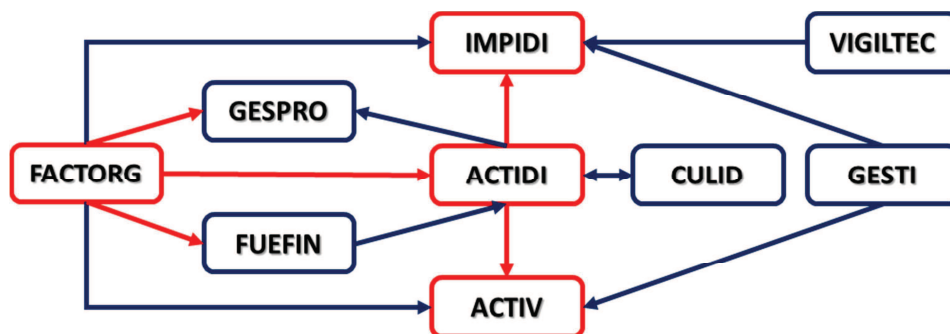 IMPIDI
VIGILTEC
GESPRO
FACTORG
ACTIDI
CULID
GESTI
FUEFIN
ACTIV